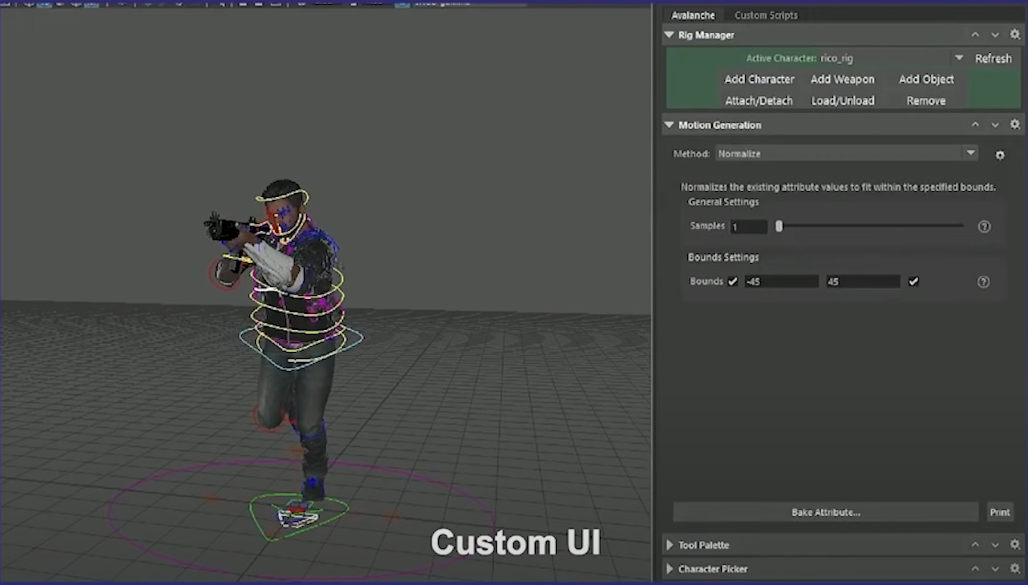 Avalanche Custom Scripts
Rig Manager
Active Character: rico_rig Refresh
Add Character Add Weapon Add Object
Attach/Detach Load/Unload Remove
Motion Generation
Method: Normalize
Normalizes the existing attribute values to fit within the specified bounds.
General Settings
Samples 1
Bounds Settings
Bounds -45 45
Bake Attribute... Print
Custom UI
Tool Palette
Character Picker